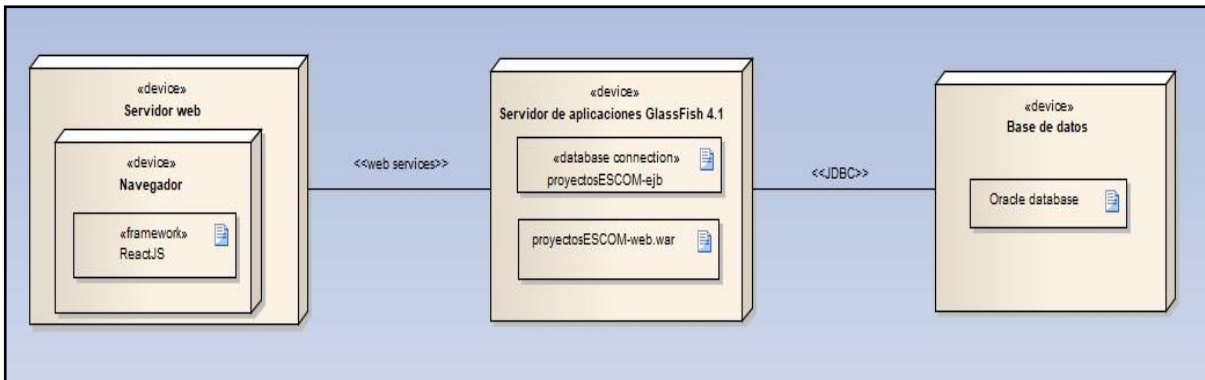 «device»
Servidor web
«device»
Navegador
«framework»
ReactJS
<<web services>>
«device»
Servidor de aplicaciones GlassFish 4.1
«database connection»
proyectosESCOM-ejb
proyectosESCOM-web.war
<<JDBC>>
«device»
Base de datos
Oracle database